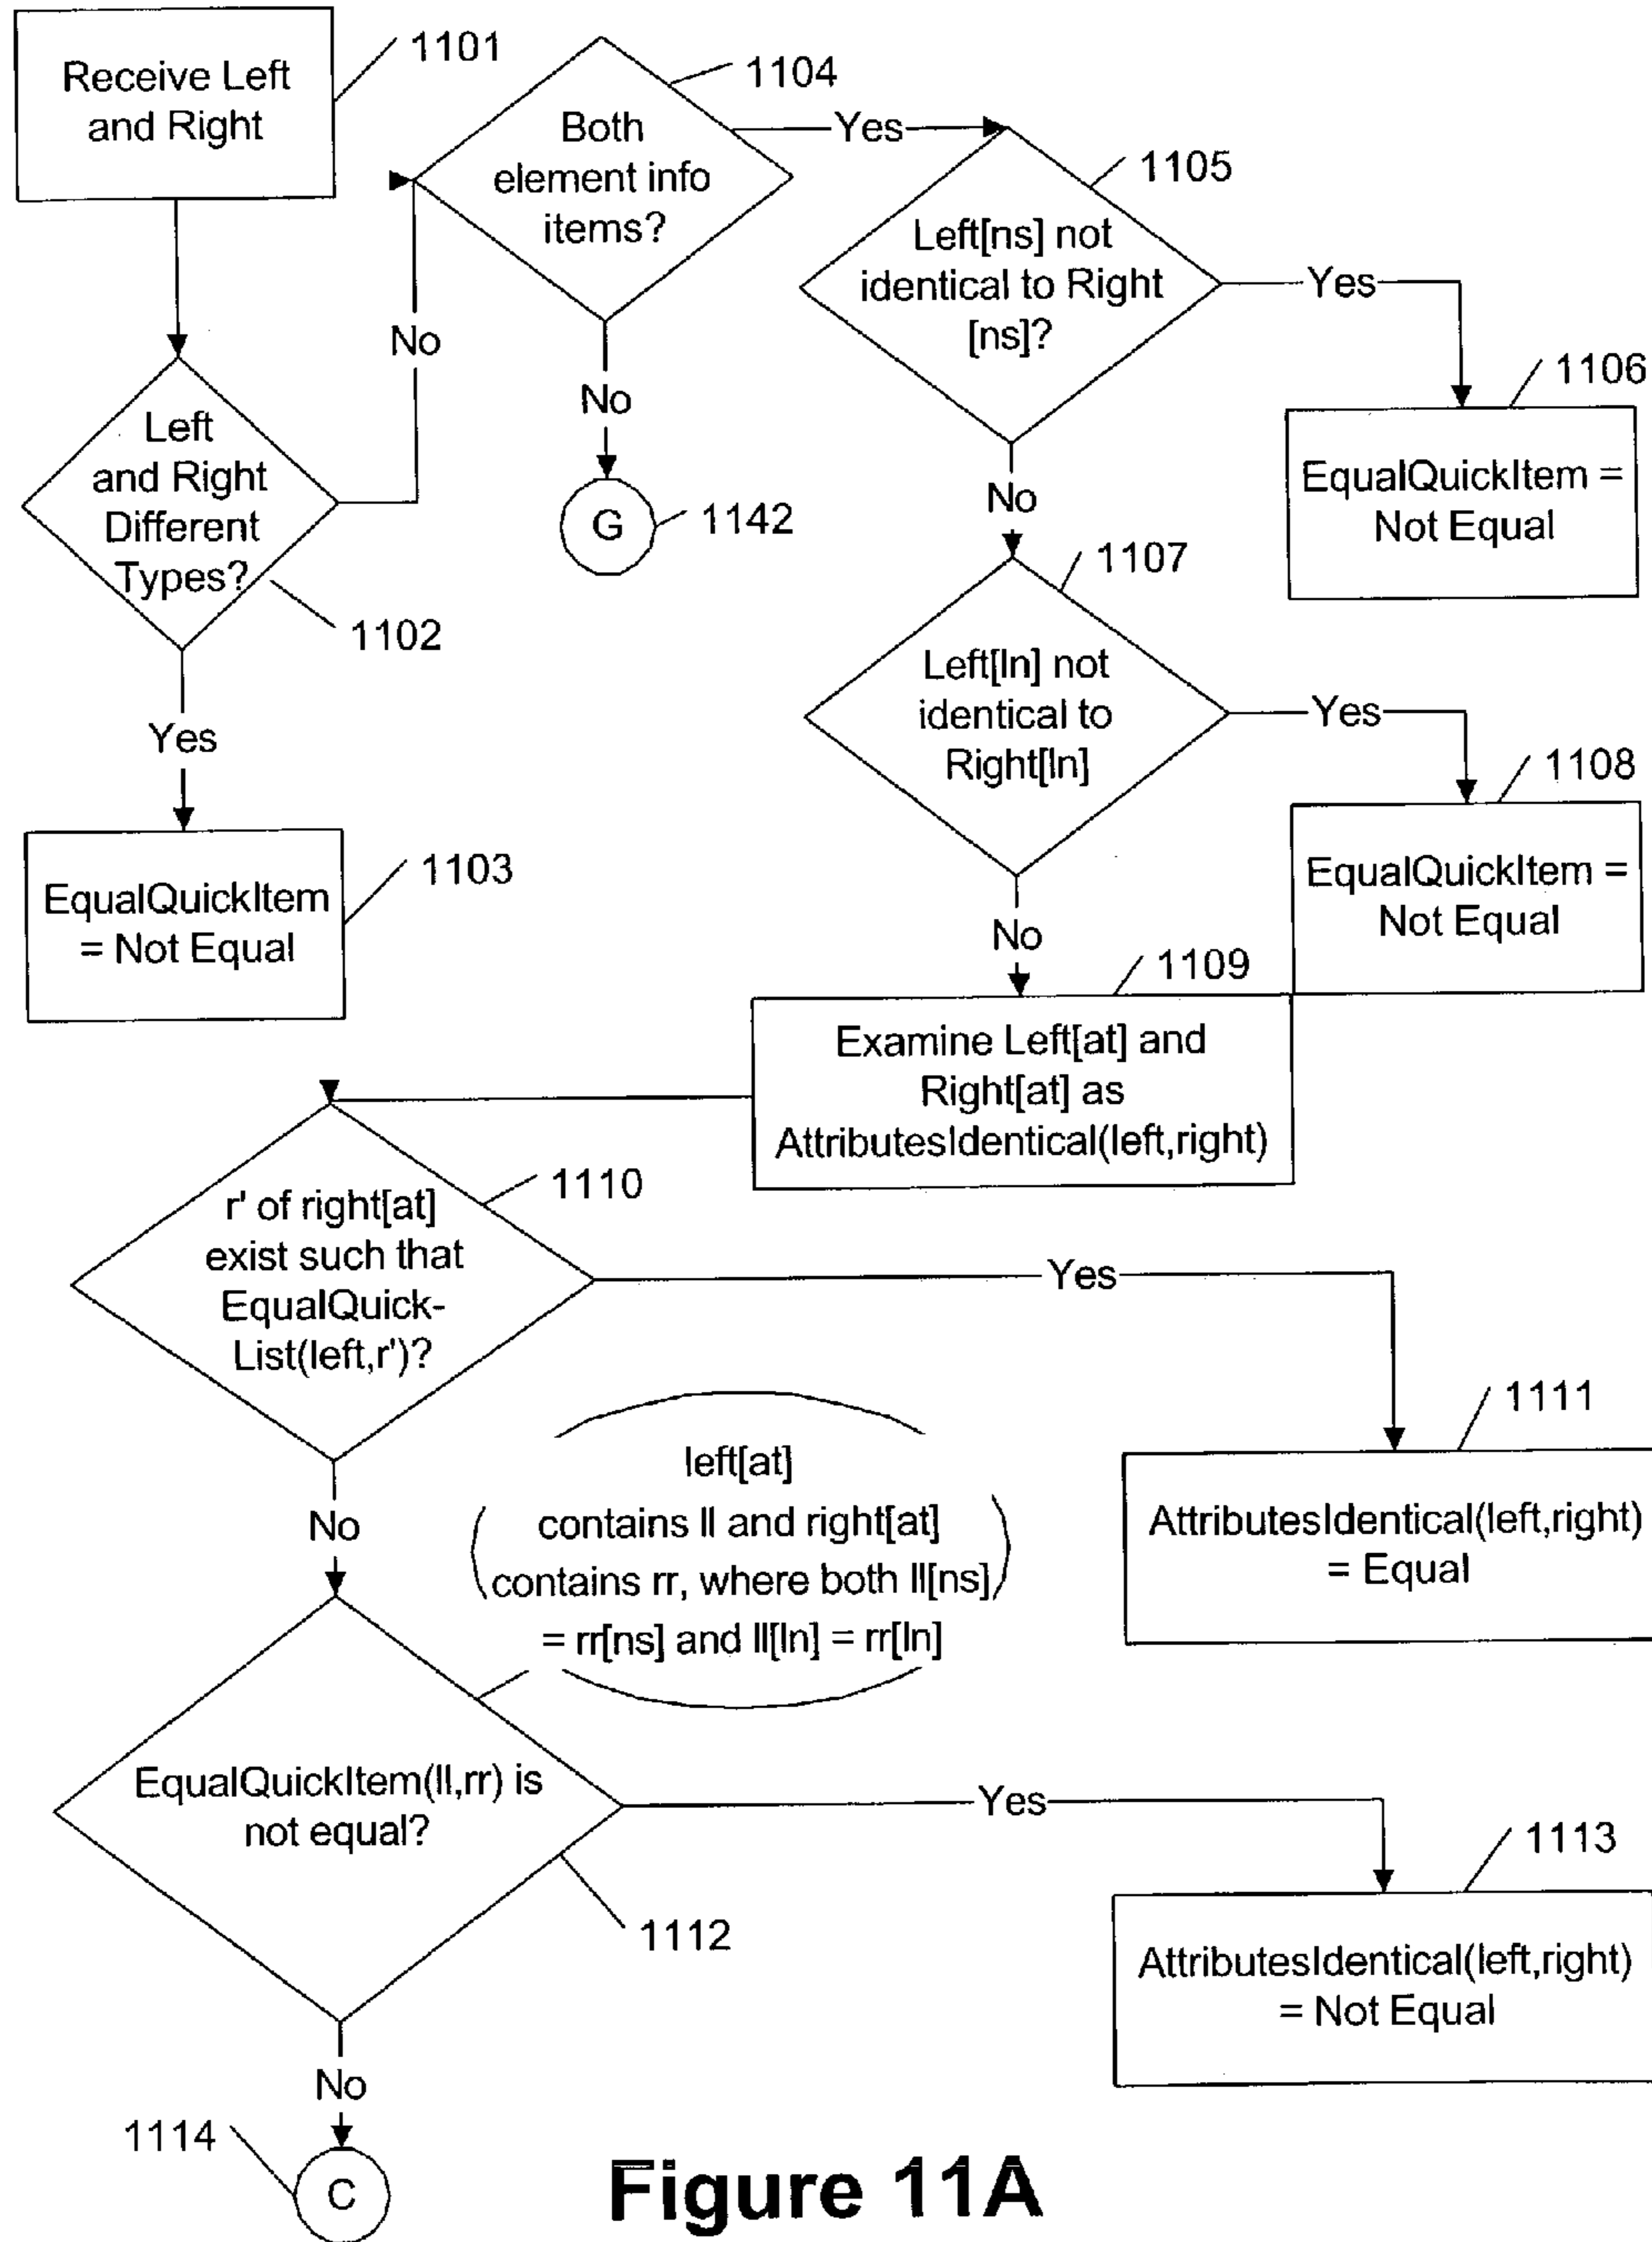 Receive Left
and Right
1101
Left
and Right
Different
Types?
1102
No
Yes
EqualQuickItem
= Not Equal
1103
Both
element info
items?
1104
Yes
No
G
1142
Left[ns] not
identical to Right
[ns]?
1105
Yes
EqualQuickItem =
Not Equal
1106
No
Left[ln] not
identical to
Right[ln]
1107
Yes
EqualQuickItem =
Not Equal
1108
No
Examine Left[at] and
Right[at] as
AttributesIdentical(left,right)
1109
r' of right[at]
exist such that
EqualQuick-
List(left,r')?
1110
Yes
AttributesIdentical(left,right)
= Equal
1111
No
left[at]
contains ll and right[at]
contains rr, where both ll[ns]
= rr[ns] and ll[ln] = rr[ln]
EqualQuickItem(ll,rr) is
not equal?
1112
Yes
AttributesIdentical(left,right)
= Not Equal
1113
No
C
1114
Figure 11A